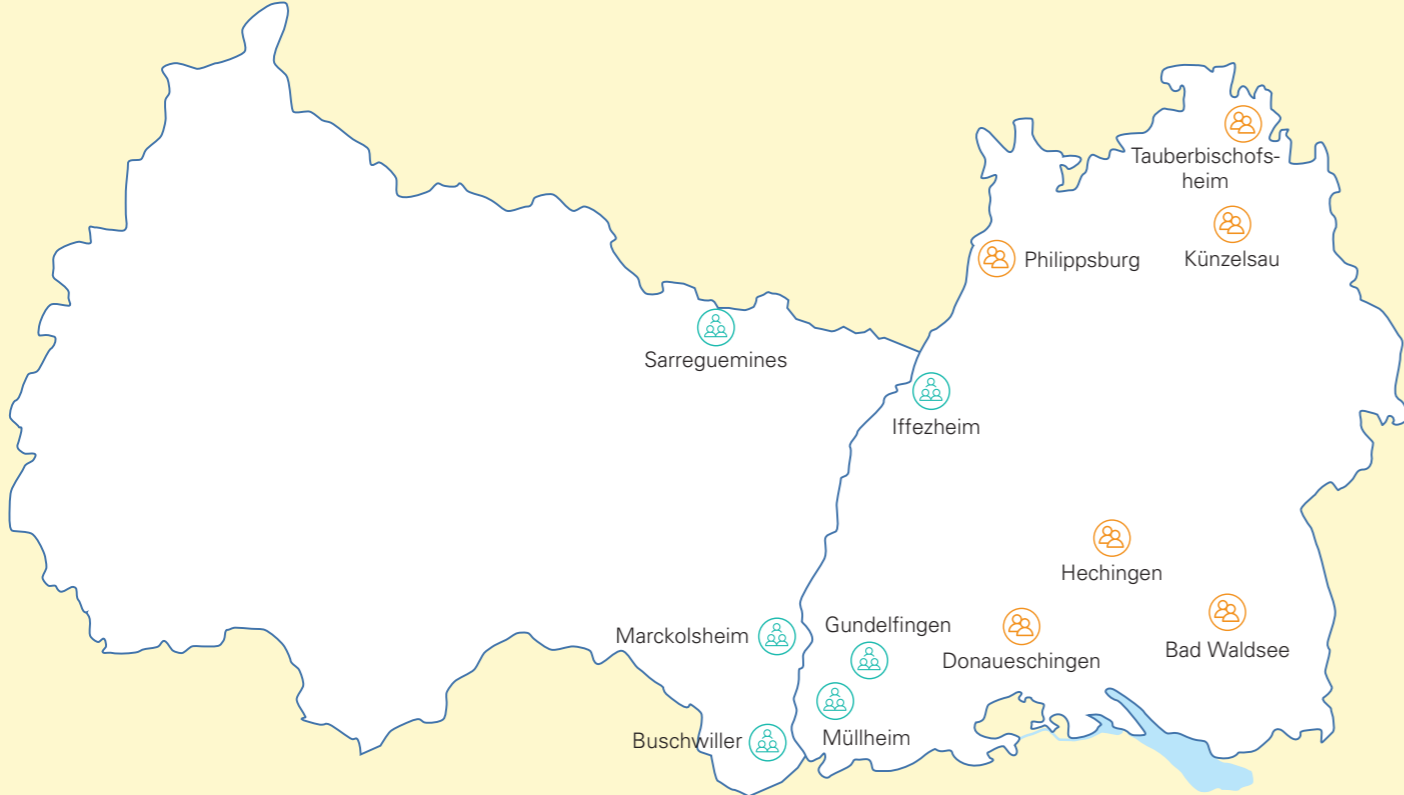 Tauberbischofs-
heim
Philippsburg
Künzelsau
Sarreguemines
Iffezheim
Hechingen
Marckolsheim
Gundelfingen
Donaueschingen
Bad Waldsee
Buschwiller
Müllheim